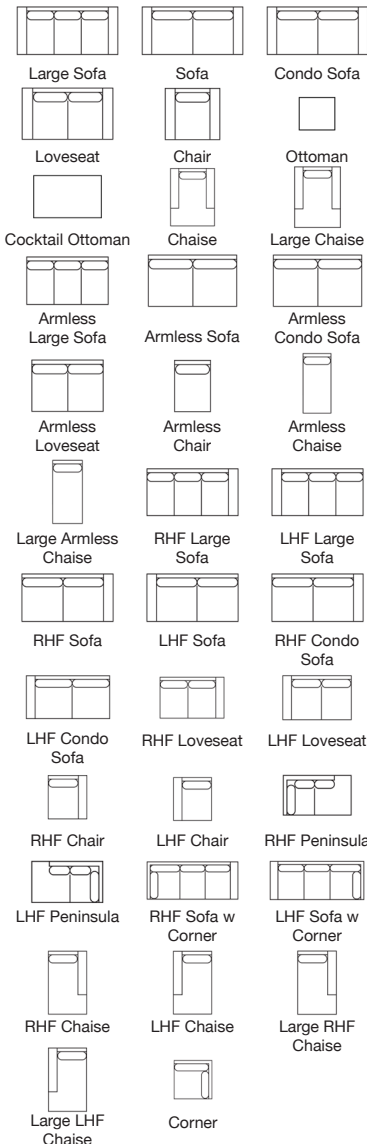 Large Sofa
Sofa
Condo Sofa
Loveseat
Chair
Ottoman
Cocktail Ottoman
Chaise
Large Chaise
Armless
Large Sofa
Armless Sofa
Armless
Condo Sofa
Armless
Loveseat
Armless
Chair
Armless
Chaise
Large Armless
Chaise
RHF Large
Sofa
LHF Large
Sofa
RHF Sofa
LHF Sofa
RHF Condo
Sofa
LHF Condo
Sofa
RHF Loveseat
LHF Loveseat
RHF Chair
LHF Chair
RHF Peninsula
LHF Peninsula
RHF Sofa w
Corner
LHF Sofa w
Corner
RHF Chaise
LHF Chaise
Large RHF
Chaise
Large LHF
Chaise
Corner